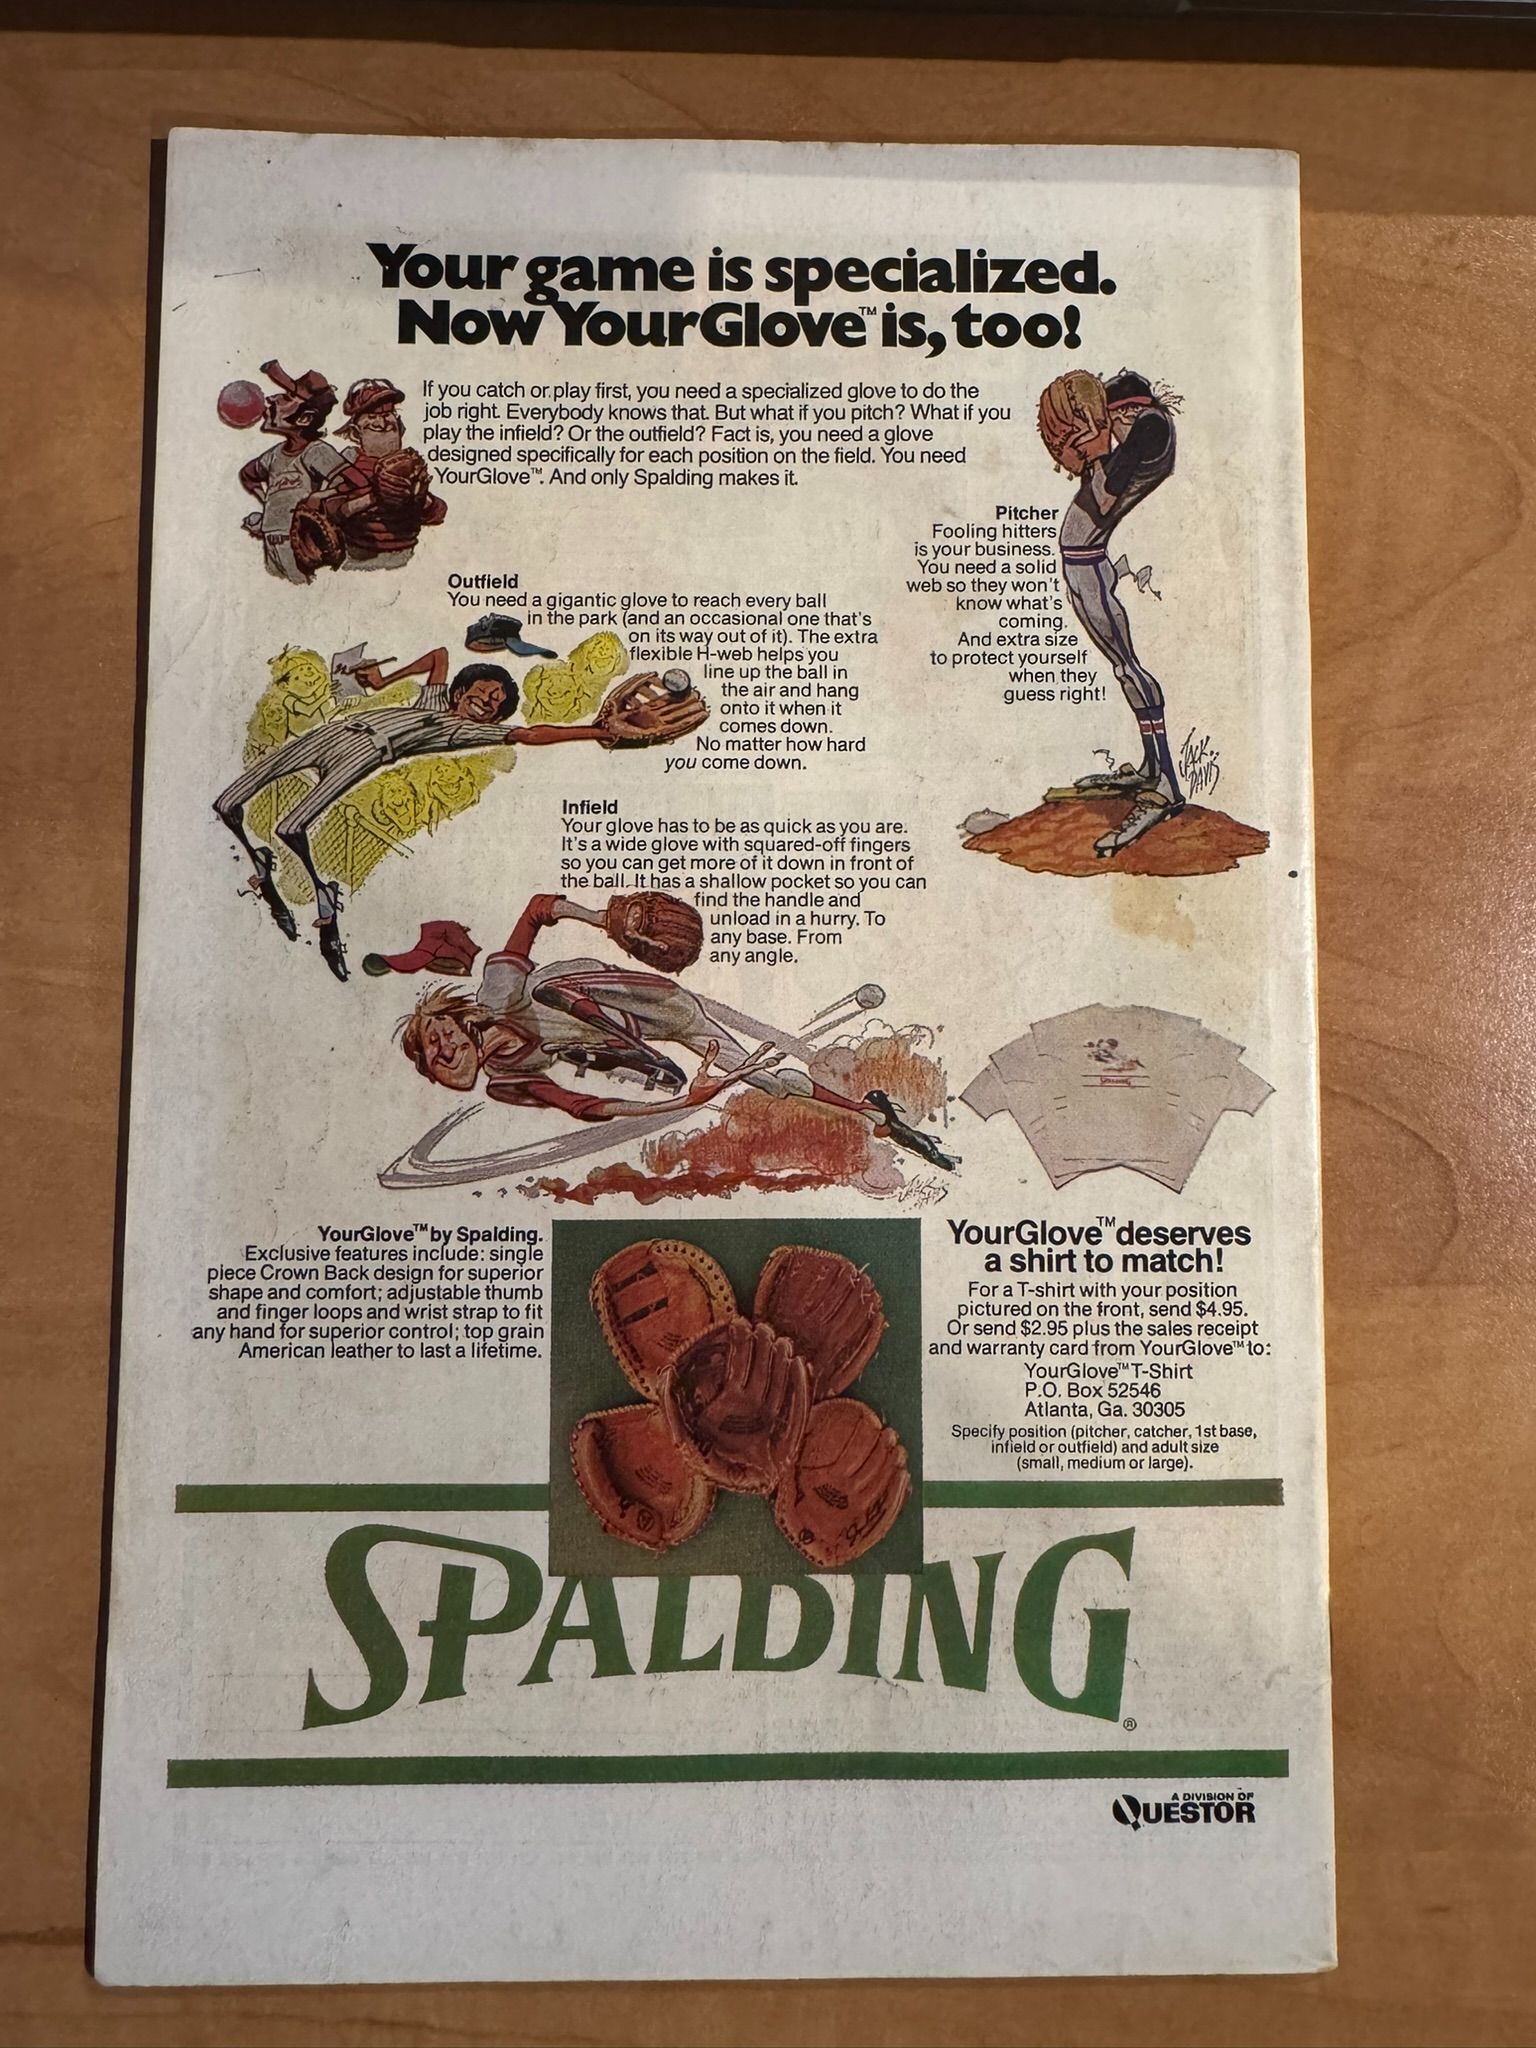 Your game is specialized.
Now YourGlove™ is, too!
If you catch or play first, you need a specialized glove to do the
job right. Everybody knows that. But what if you pitch? What if you
play the infield? Or the outfield? Fact is, you need a glove
designed specifically for each position on the field. You need
YourGlove™. And only Spalding makes it.
Pitcher
Fooling hitters
is your business.
You need a solid
web so they won't
know what's
coming.
And extra size
to protect yourself
when they
guess right!
JACK
DAVIS
Outfield
You need a gigantic glove to reach every ball
in the park (and an occasional one that's
on its way out of it). The extra
flexible H-web helps you
line up the ball in
the air and hang
onto it when it
comes down.
No matter how hard
you come down.
Infield
Your glove has to be as quick as you are.
It's a wide glove with squared-off fingers
so you can get more of it down in front of
the ball. It has a shallow pocket so you can
find the handle and
unload in a hurry. To
any base. From
any angle.
JACK DAVIS
SPALDING
YourGlove™ by Spalding.
Exclusive features include: single
piece Crown Back design for superior
shape and comfort; adjustable thumb
and finger loops and wrist strap to fit
any hand for superior control; top grain
American leather to last a lifetime.
YourGlove™ deserves
a shirt to match!
For a T-shirt with your position
pictured on the front, send $4.95.
Or send $2.95 plus the sales receipt
and warranty card from YourGlove™ to:
YourGlove™ T-Shirt
P.O. Box 52546
Atlanta, Ga. 30305
Specify position (pitcher, catcher, 1st base,
infield or outfield) and adult size
(small, medium or large).
SPALDING®
A DIVISION OF
QUESTOR